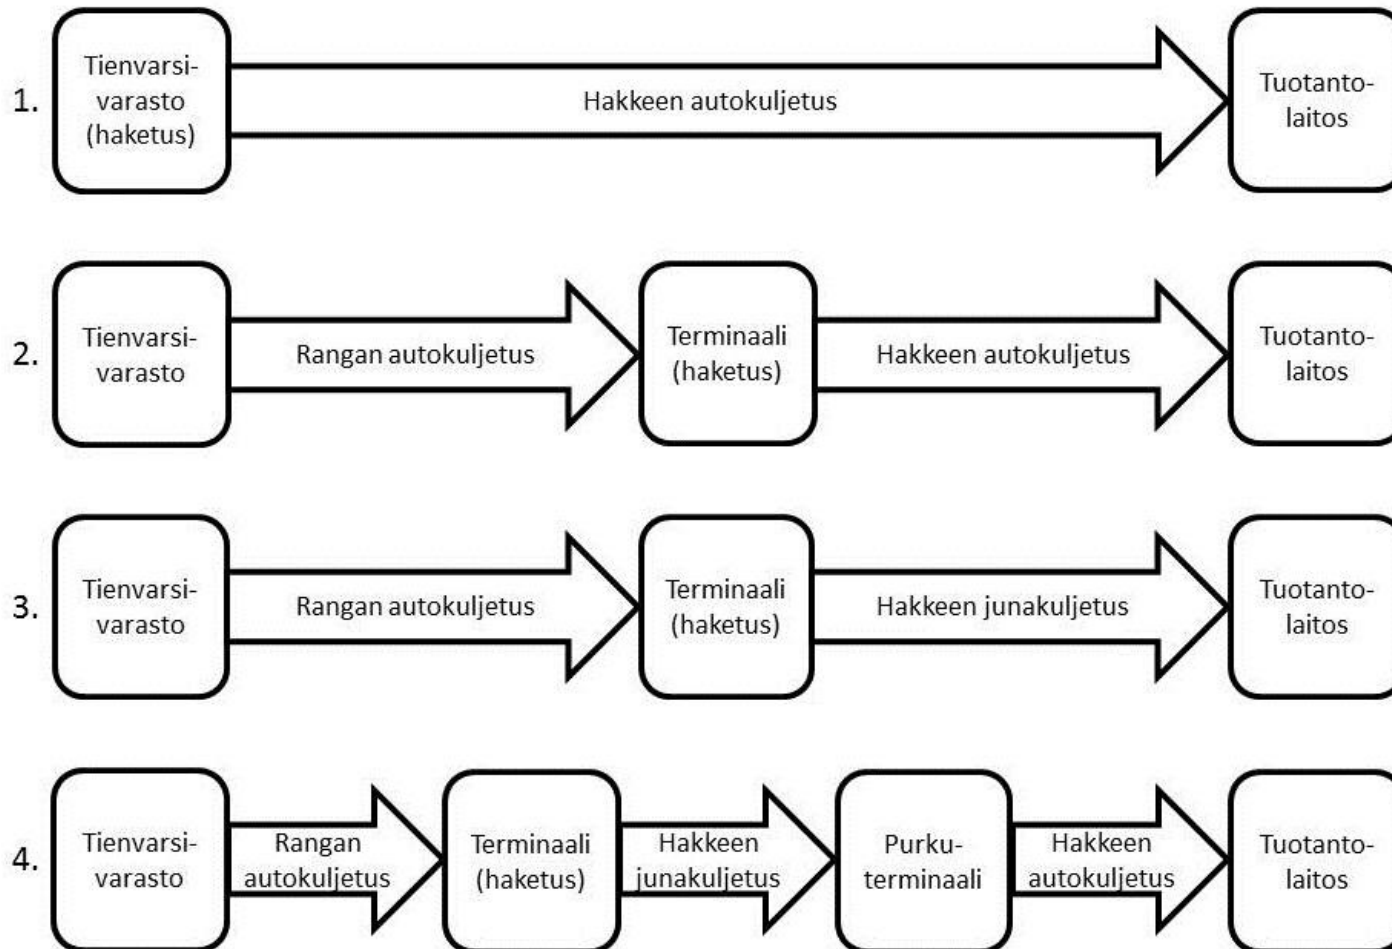 1.
Tienvarsi-
varasto
(haketus)
Hakkeen autokuljetus
Tuotanto-
laitos
2.
Tienvarsi-
varasto
Rangan autokuljetus
Terminaali
(haketus)
Hakkeen autokuljetus
Tuotanto-
laitos
3.
Tienvarsi-
varasto
Rangan autokuljetus
Terminaali
(haketus)
Hakkeen junakuljetus
Tuotanto-
laitos
4.
Tienvarsi-
varasto
Rangan
autokuljetus
Terminaali
(haketus)
Hakkeen
junakuljetus
Purku-
terminaali
Hakkeen
autokuljetus
Tuotanto-
laitos